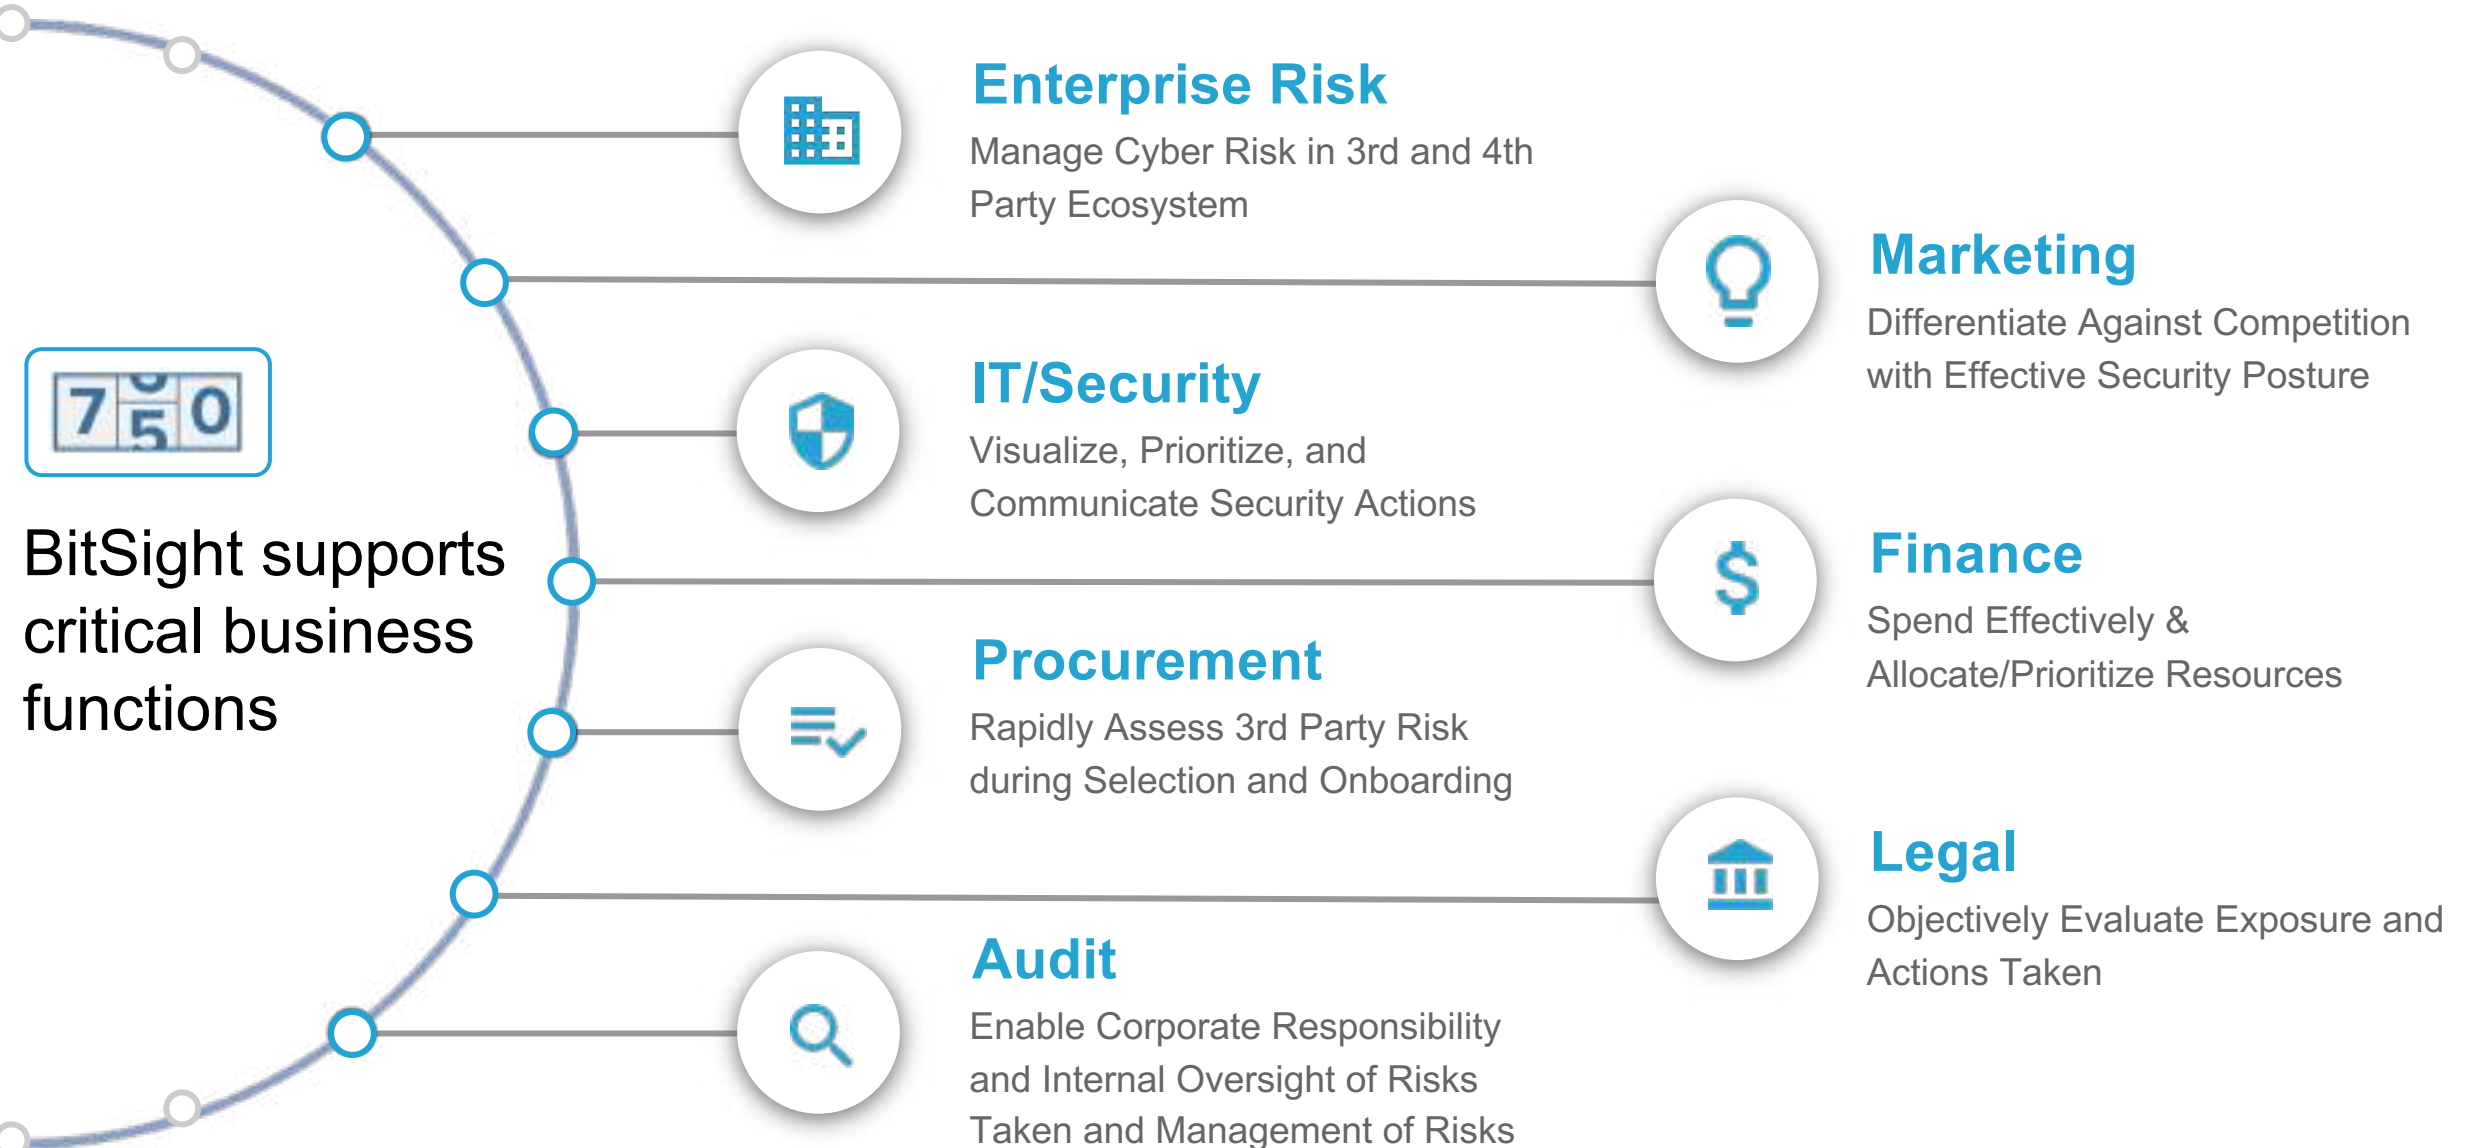 750
BitSight supports
critical business
functions
Enterprise Risk
Manage Cyber Risk in 3rd and 4th
Party Ecosystem
Marketing
Differentiate Against Competition
with Effective Security Posture
IT/Security
Visualize, Prioritize, and
Communicate Security Actions
Finance
Spend Effectively &
Allocate/Prioritize Resources
Procurement
Rapidly Assess 3rd Party Risk
during Selection and Onboarding
Legal
Objectively Evaluate Exposure and
Actions Taken
Audit
Enable Corporate Responsibility
and Internal Oversight of Risks
Taken and Management of Risks